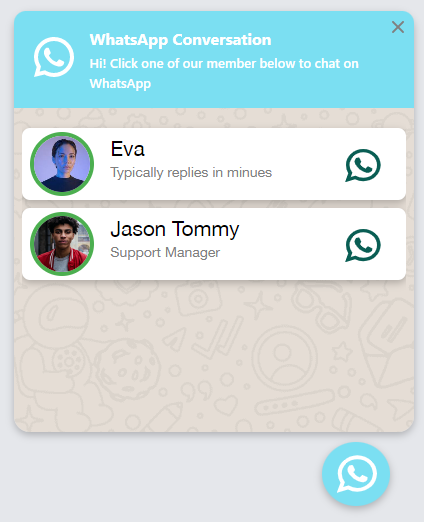 WhatsApp Conversation
Hi! Click one of our member below to chat on
WhatsApp
Eva
Typically replies in minues
Jason Tommy
Support Manager